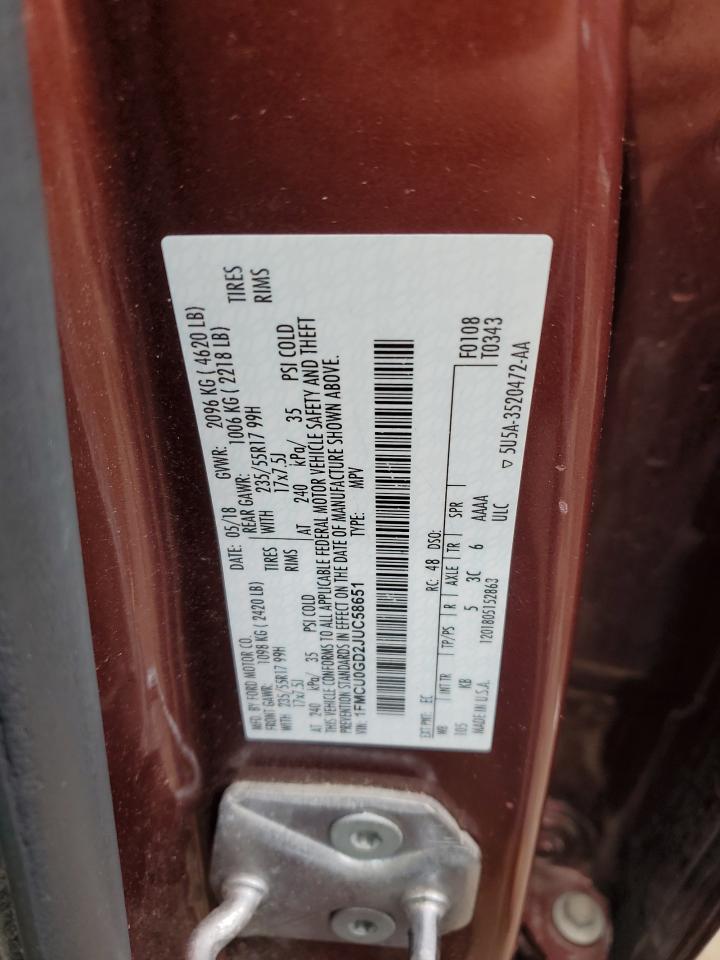 MFD. BY FORD MOTOR CO. DATE: 05/18 GVWR: 2096 KG ( 4620 LB)
FRONT GAWR: 1098 KG ( 2420 LB) REAR GAWR: 1006 KG ( 2218 LB)
WITH 235/55R17 99H TIRES WITH 235/55R17 99H TIRES
17x7.5J RIMS 17x7.5J RIMS
AT 240 kPa/ 35 PSI COLD AT 240 kPa/ 35 PSI COLD
THIS VEHICLE CONFORMS TO ALL APPLICABLE FEDERAL MOTOR VEHICLE SAFETY AND THEFT
PREVENTION STANDARDS IN EFFECT ON THE DATE OF MANUFACTURE SHOWN ABOVE.
VIN: 1FMCU0GD2JUC58651 TYPE: MPV
EXT PNT: EC RC: 48 DSO:
WB INT TR TP/PS R AXLE TR SPR F0108
105 KB 5 3C 6 AAAA T0343
MADE IN U.S.A. 1201805152863 ULC
▽ 5U5A-3520472-AA